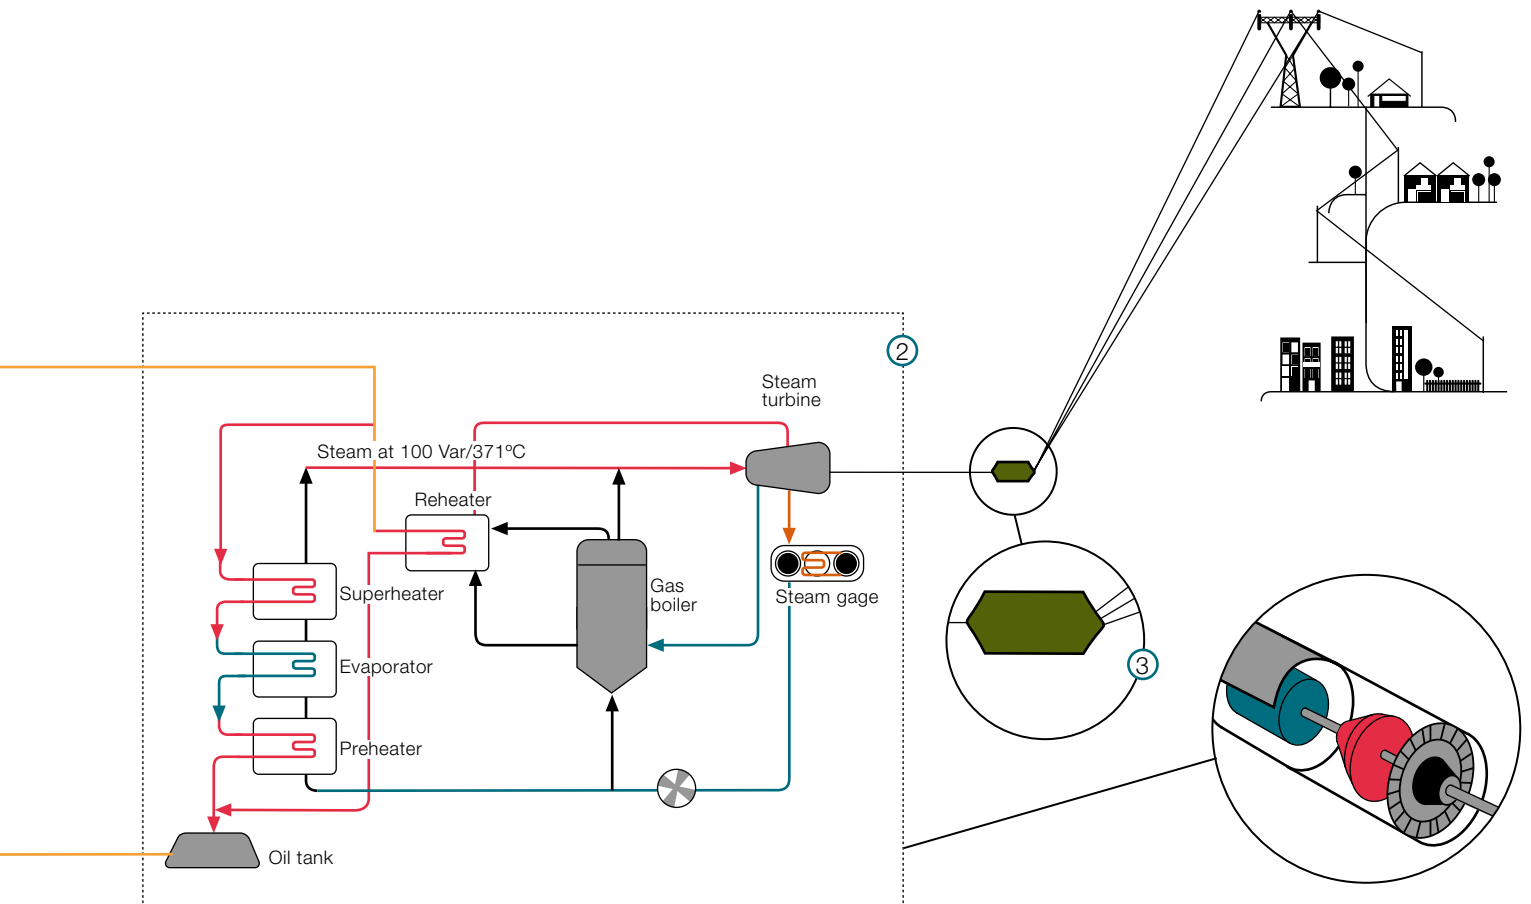 2
Steam
turbine
Steam at 100 Var/371ºC
Reheater
Gas
boiler
Superheater
Steam gage
Evaporator
3
Preheater
Oil tank